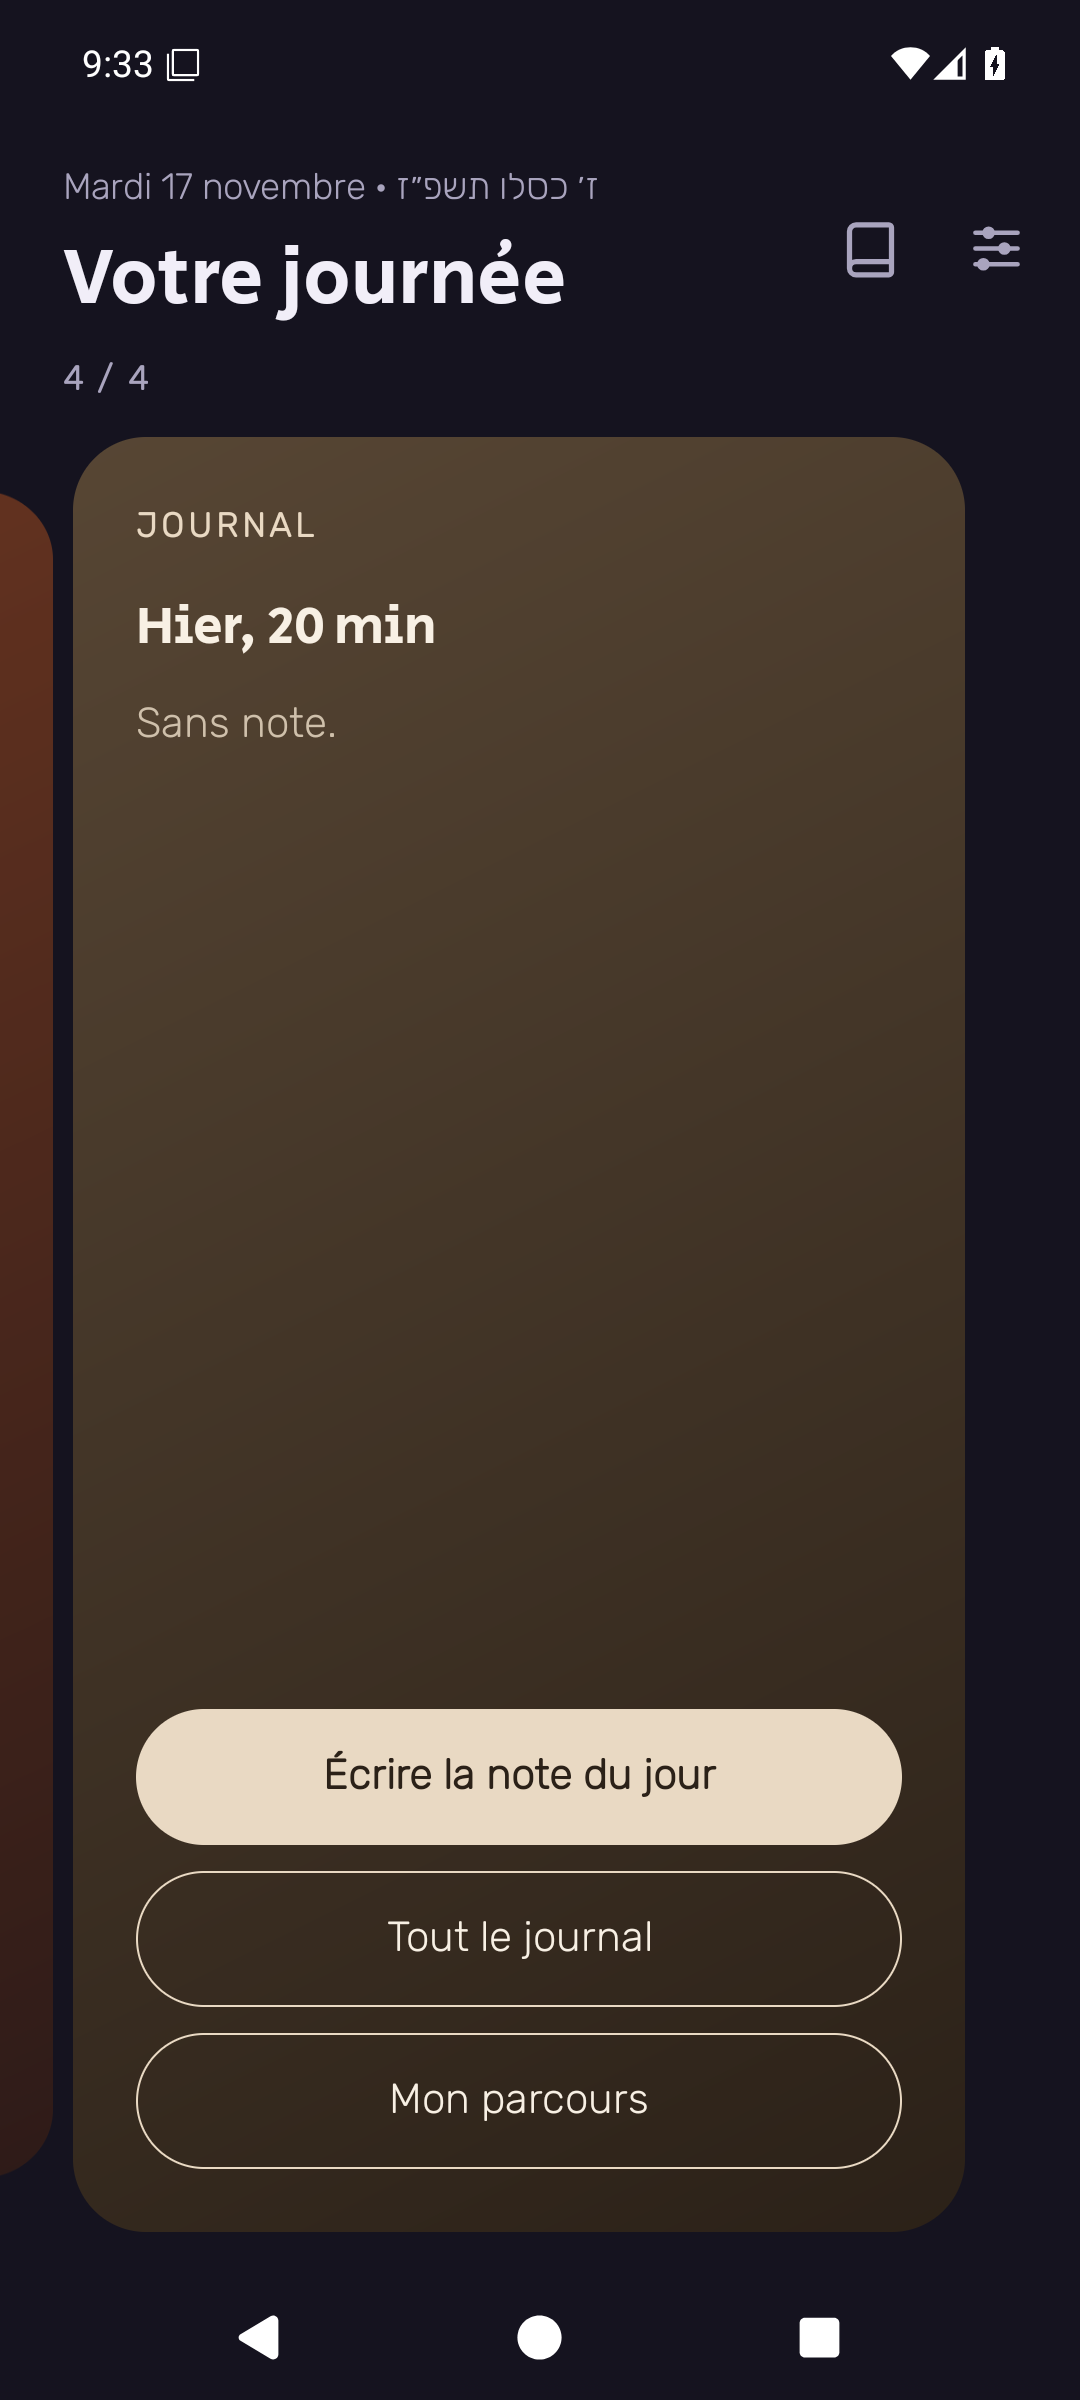 9:33
Mardi 17 novembre • ז׳ כסלו תשפ״ז
Votre journée
4 / 4
JOURNAL
Hier, 20 min
Sans note.
Écrire la note du jour
Tout le journal
Mon parcours